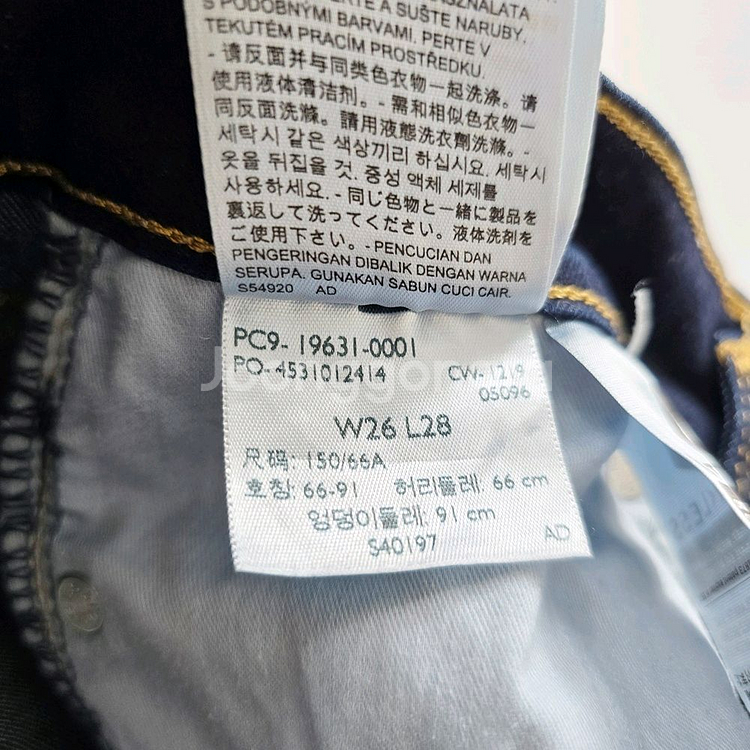 A SUŠTE NARUBY.
S PODOBNÝMI BARVAMI. PERTE V
TEKUTÉM PRACÍM PROSTŘEDKU.
- 请反面并与同类色衣物一起洗涤。请
使用液体清洁剂。- 需和相似色衣物一
同反面洗滌。請用液態洗衣劑洗滌。-
세탁시 같은 색상끼리 하십시요. 세탁시
옷을 뒤집을 것. 중성 액체 세제를
사용하세요. - 同じ色物と一緒に製品を
裏返して洗ってください。液体洗剤を
ご使用下さい。- PENCUCIAN DAN
PENGERINGAN DIBALIK DENGAN WARNA
SERUPA. GUNAKAN SABUN CUCI CAIR.
S54920 AD
PC9- 19631-0001
PO-4531012414 CW-1219
05096
W26 L28
尺码: 150/66A
호칭: 66-91 허리둘레: 66 cm
엉덩이둘레: 91 cm
S40197 AD
Joonggonara